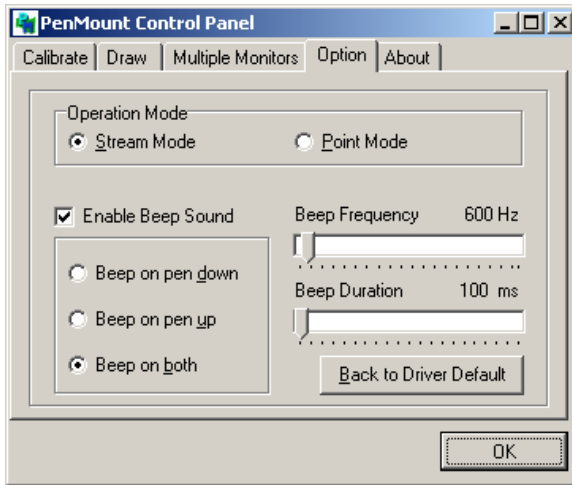 PenMount Control Panel
Calibrate Draw Multiple Monitors Option About
Operation Mode
Stream Mode Point Mode
Enable Beep Sound
Beep on pen down
Beep on pen up
Beep on both
Beep Frequency 600 Hz
Beep Duration 100 ms
Back to Driver Default
OK